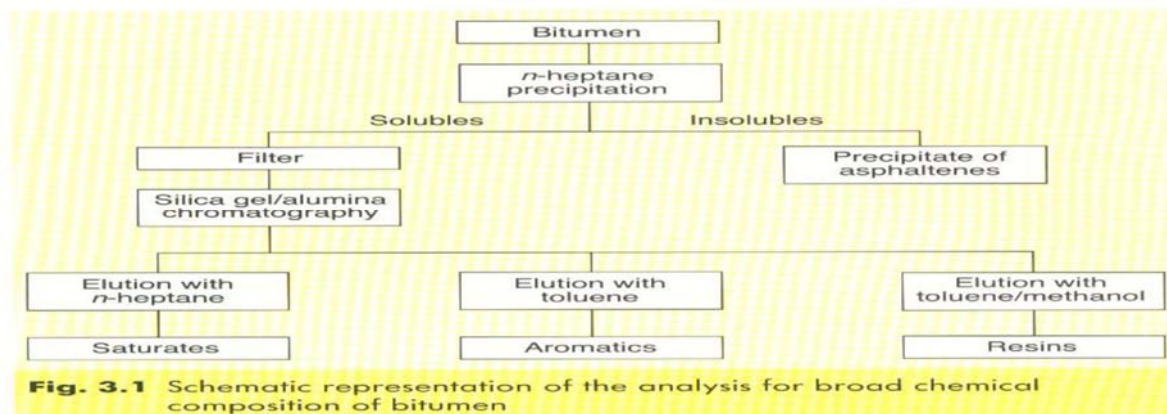 Bitumen
n-heptane
precipitation
Solubles
Insolubles
Filter
Precipitate of
asphaltenes
Silica gel/alumina
chromatography
Elution with
n-heptane
Elution with
toluene
Elution with
toluene/methanol
Saturates
Aromatics
Resins
Fig. 3.1 Schematic representation of the analysis for broad chemical
composition of bitumen